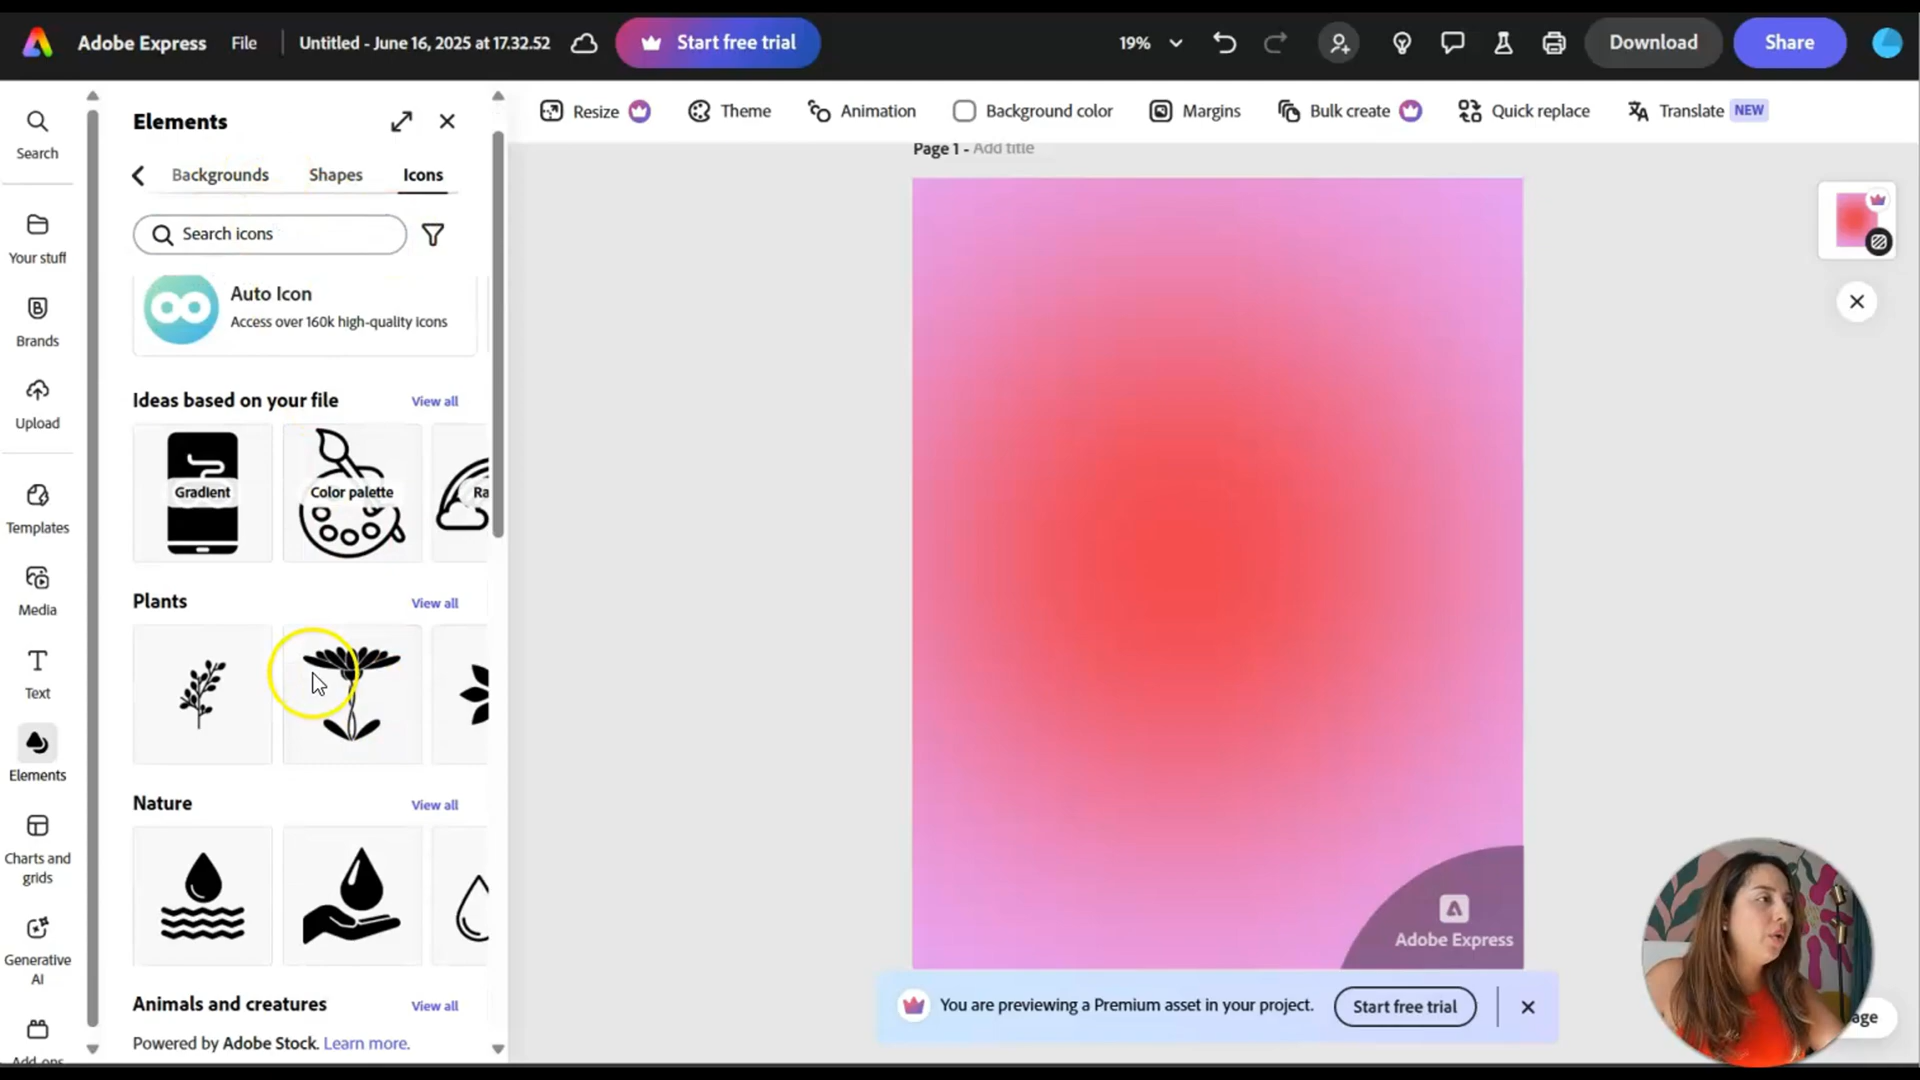 Adobe Express
File
Untitled - June 16, 2025 at 17.32.52
Start free trial
19%
Download
Share
Search
Your stuff
B
Brands
Upload
Templates
Media
Text
Elements
Charts and
grids
Generative
AI
Add-ons
Elements
Backgrounds
Shapes
Icons
Search icons
Auto Icon
Access over 160k high-quality icons
Ideas based on your file
View all
Gradient
Color palette
Ra
Plants
View all
Nature
View all
Animals and creatures
View all
Powered by Adobe Stock. Learn more.
Resize
Theme
Animation
Background color
Margins
Bulk create
Quick replace
Translate
NEW
Page 1 - Add title
Adobe Express
You are previewing a Premium asset in your project.
Start free trial
age